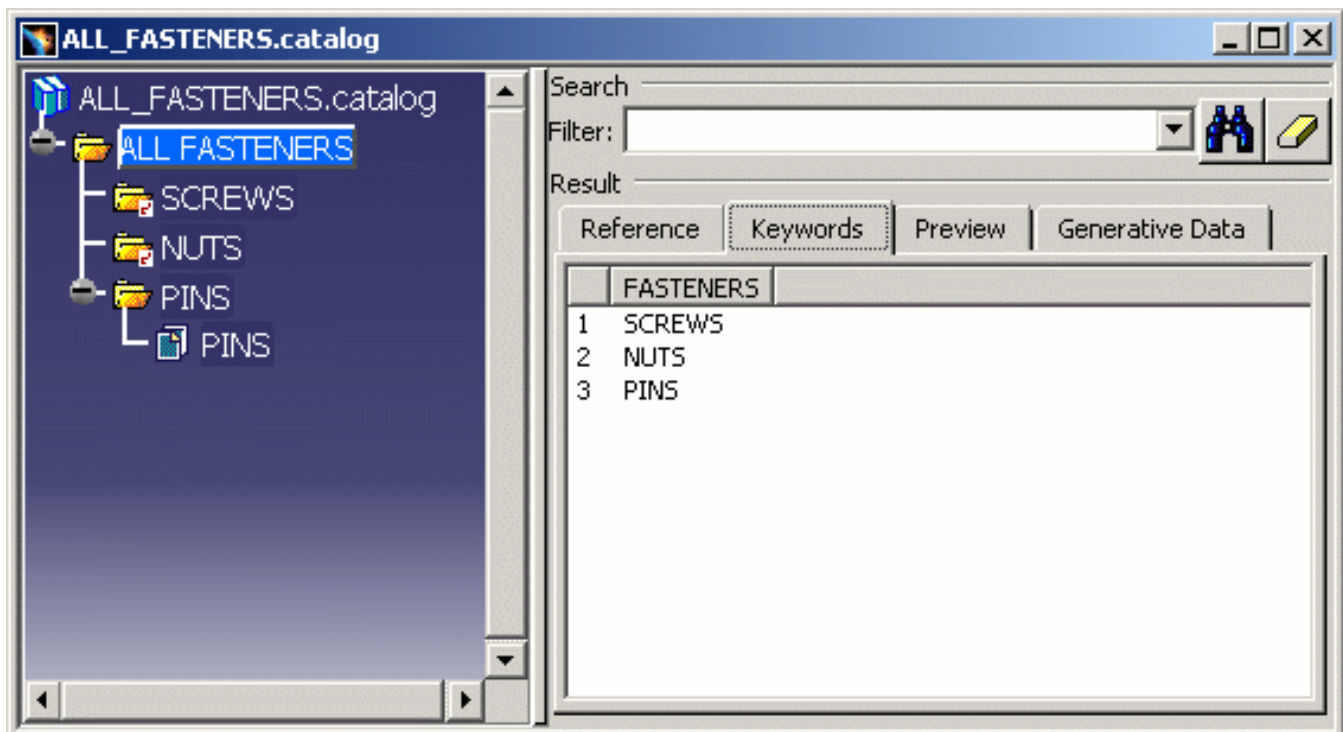 ALL_FASTENERS.catalog
ALL_FASTENERS.catalog
ALL FASTENERS
SCREWS
NUTS
PINS
PINS
Search
Filter:
Result
Reference Keywords Preview Generative Data
FASTENERS
1 SCREWS
2 NUTS
3 PINS